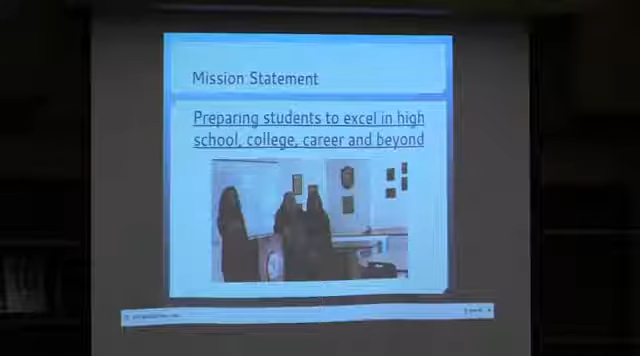 Mission Statement
Preparing students to excel in high
school, college, career and beyond